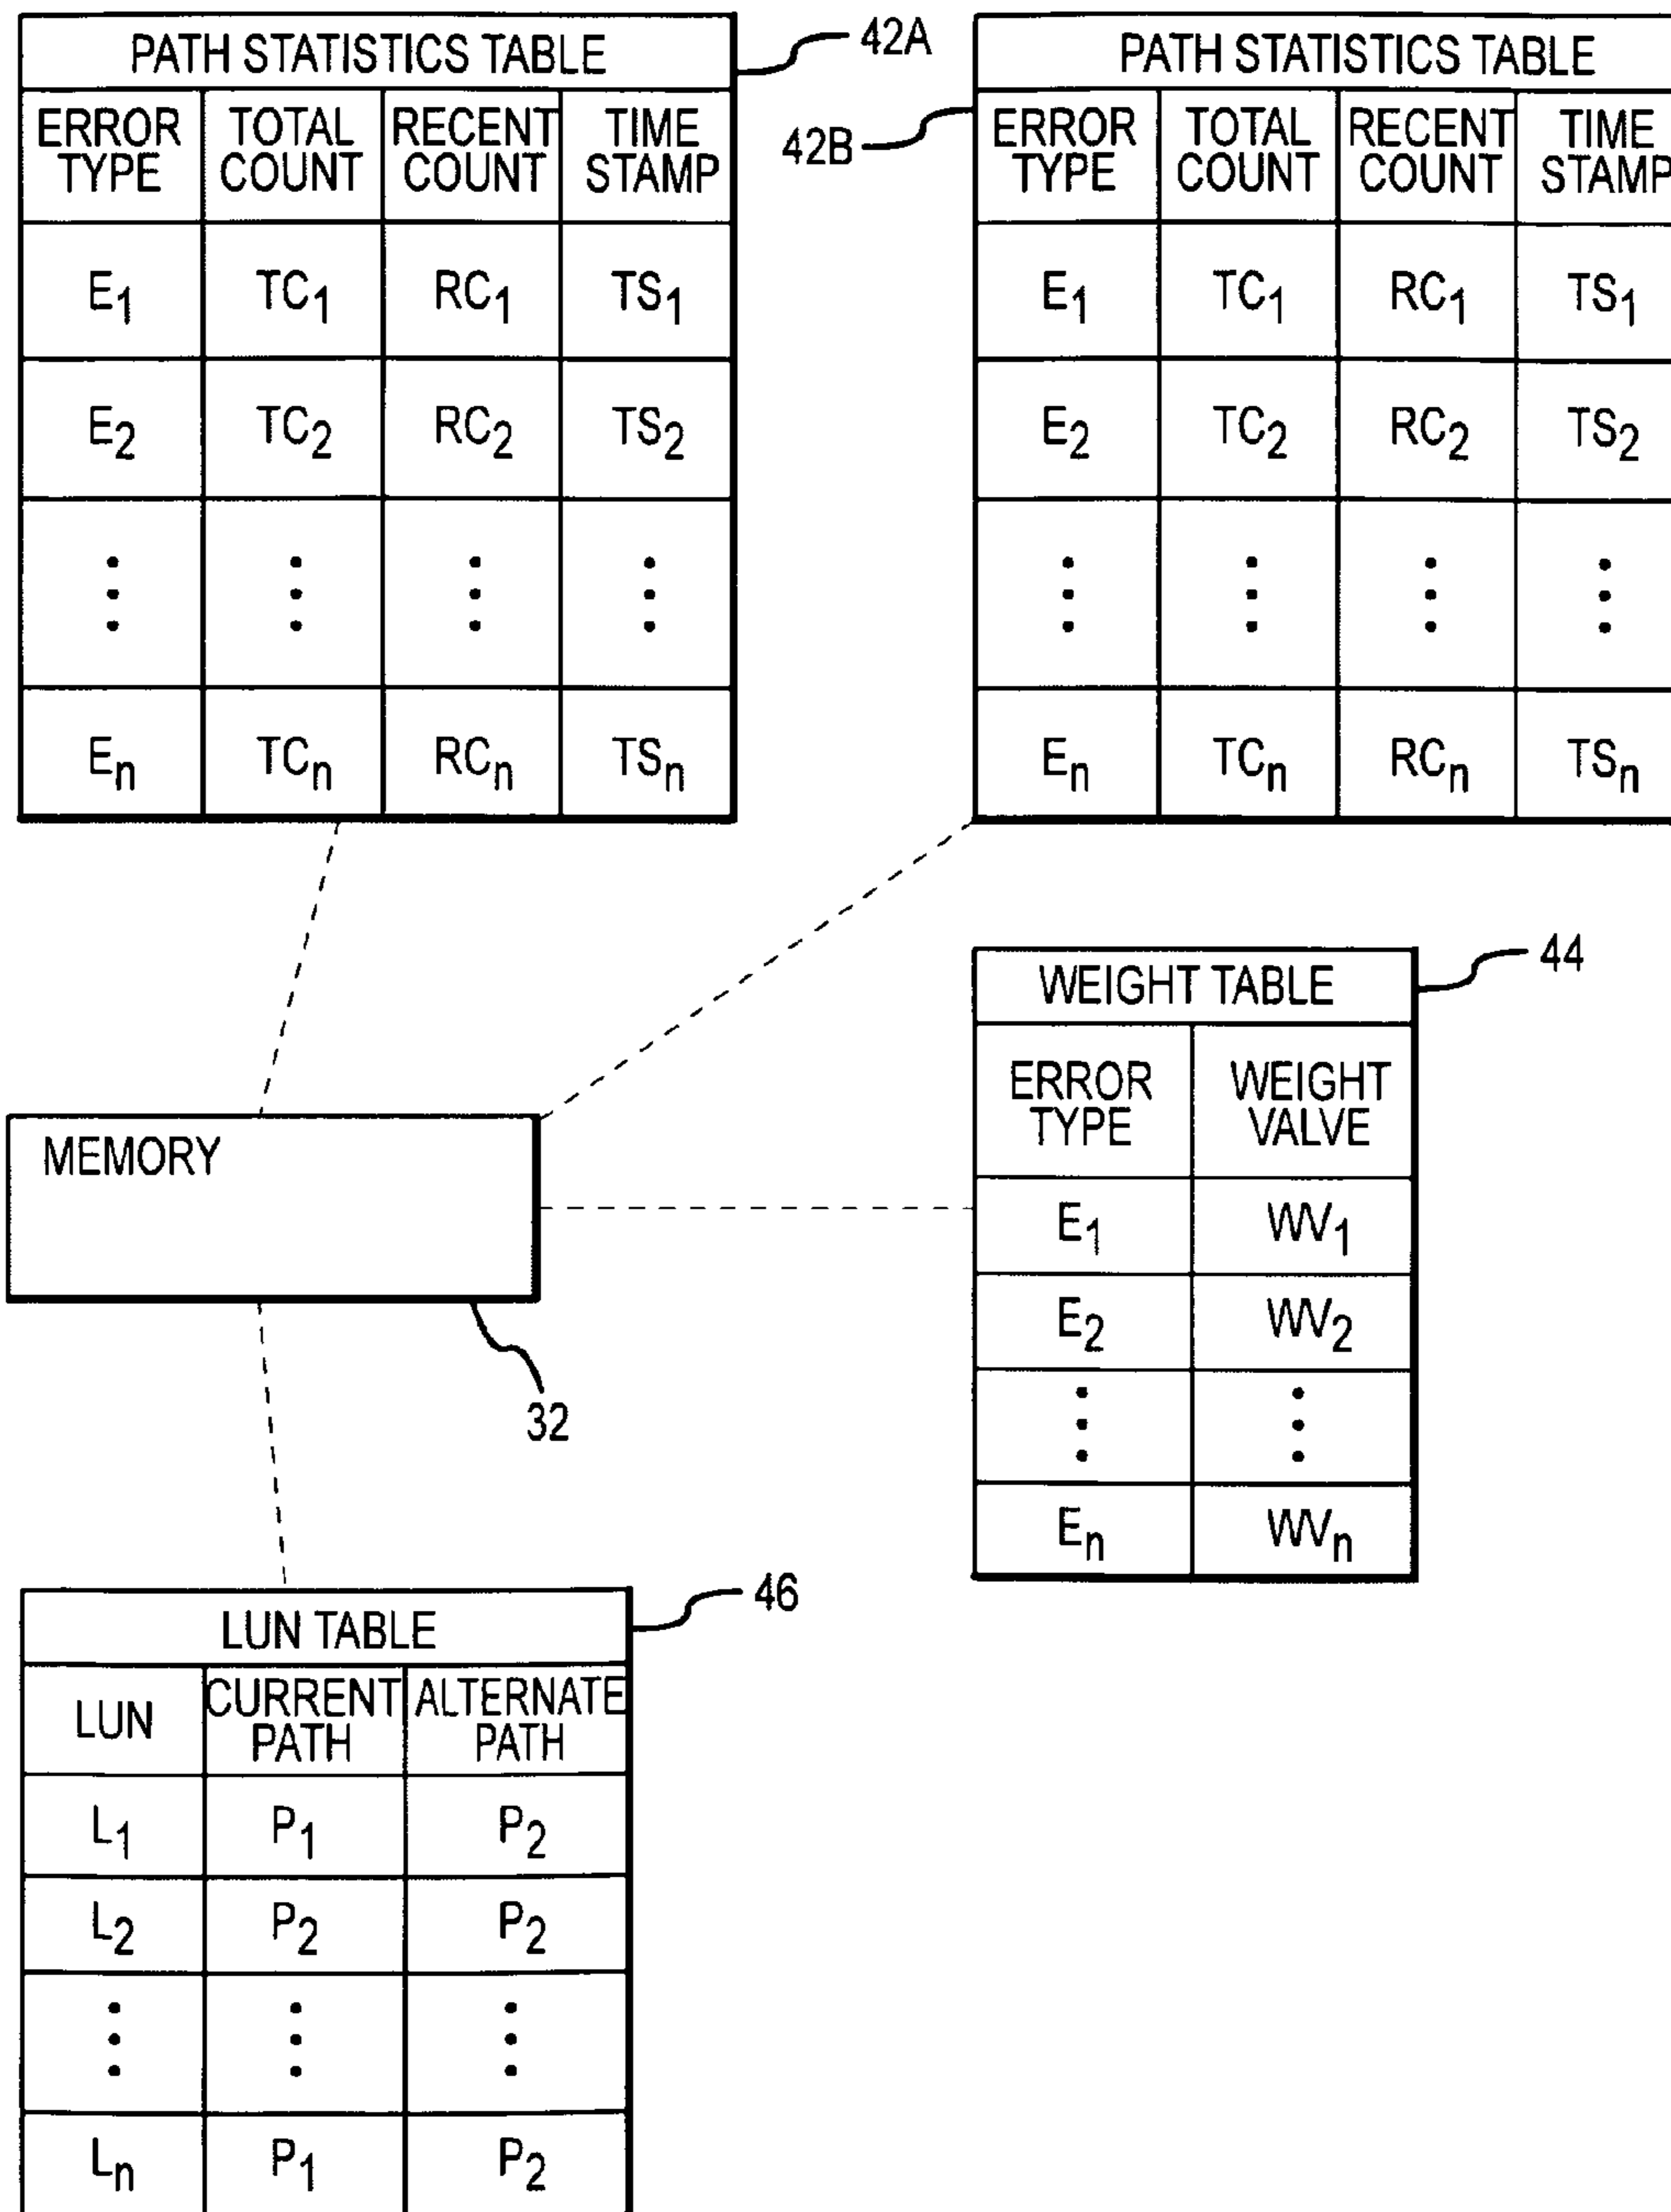 PATH STATISTICS TABLE
42A
ERROR TYPE TOTAL COUNT RECENT COUNT TIME STAMP
E1 TC1 RC1 TS1
E2 TC2 RC2 TS2
En TCn RCn TSn
PATH STATISTICS TABLE
42B
ERROR TYPE TOTAL COUNT RECENT COUNT TIME STAMP
E1 TC1 RC1 TS1
E2 TC2 RC2 TS2
En TCn RCn TSn
MEMORY
32
WEIGHT TABLE
44
ERROR TYPE WEIGHT VALVE
E1 WV1
E2 WV2
En WVn
LUN TABLE
46
LUN CURRENT PATH ALTERNATE PATH
L1 P1 P2
L2 P2 P2
Ln P1 P2